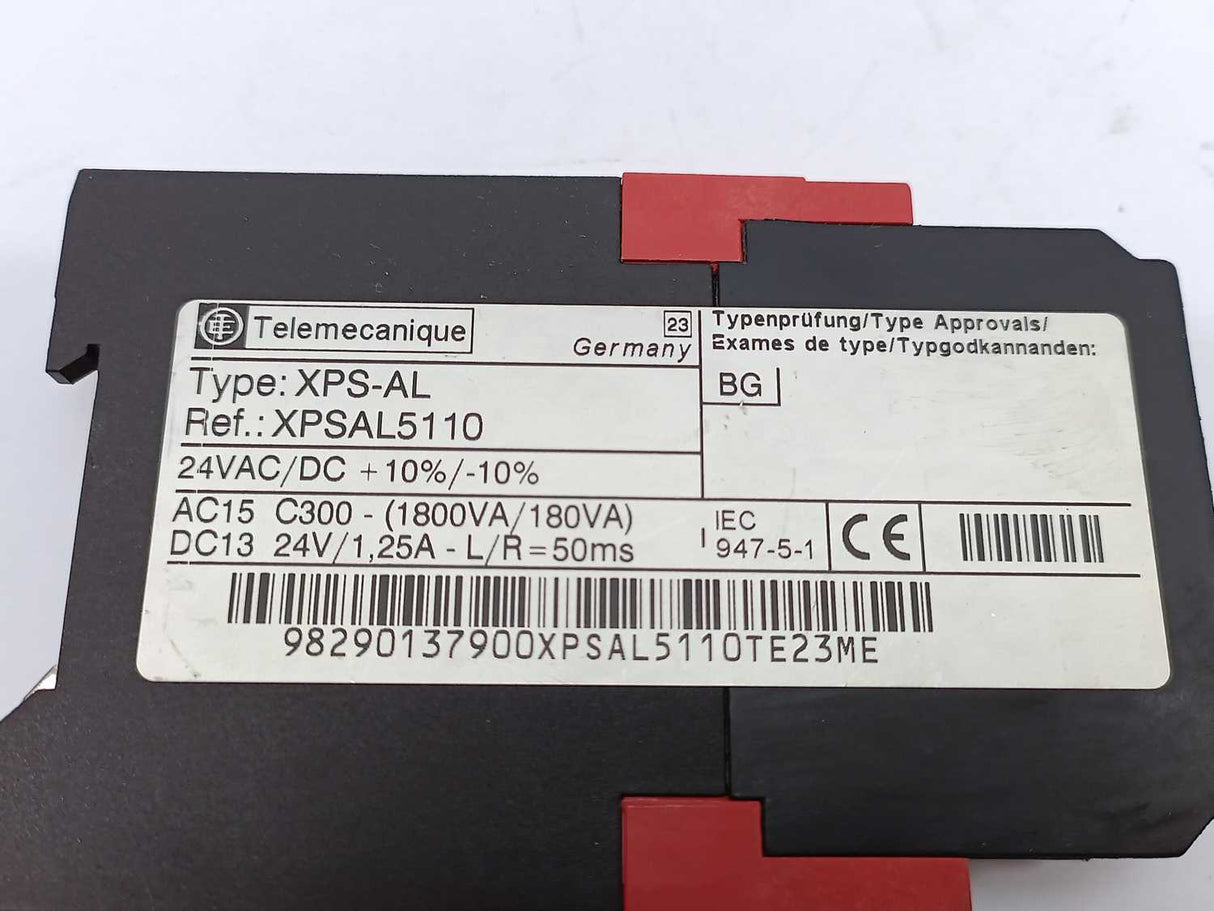 Telemecanique
23
Germany
Type: XPS-AL
Ref.: XPSAL5110
24VAC/DC +10%/-10%
AC15 C300 - (1800VA/180VA)
DC13 24V/1,25A - L/R=50ms
Typenprüfung/Type Approvals/
Exames de type/Typgodkannanden:
BG
IEC
947-5-1
CE
98290137900XPSAL5110TE23ME